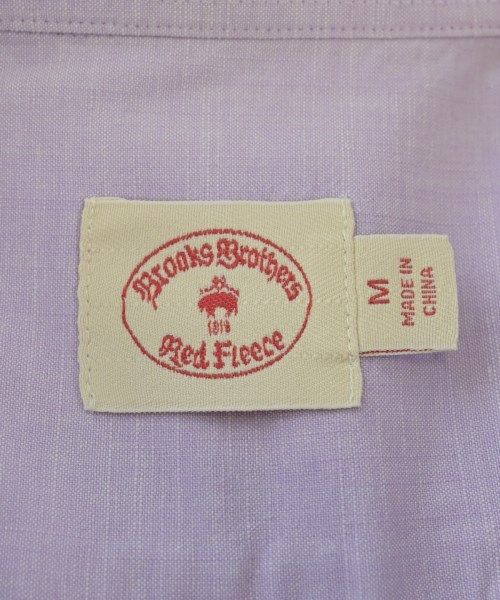 Brooks Brothers
1818
Red Fleece
M
MADE IN
CHINA